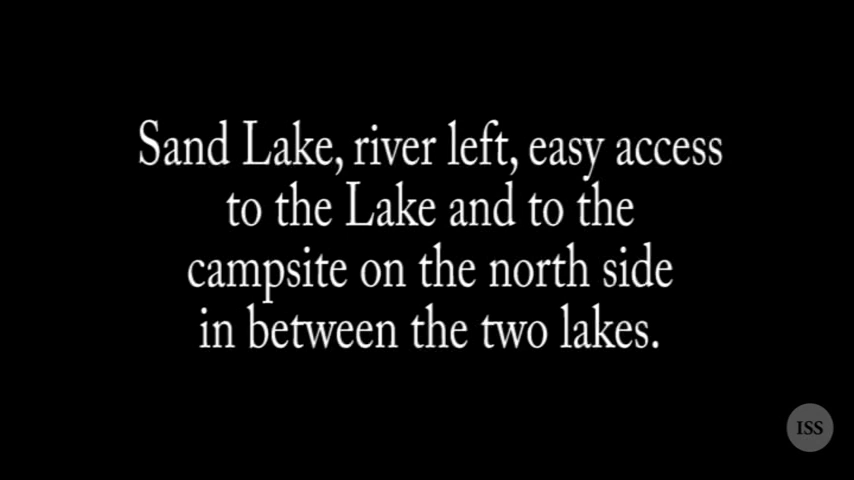 Sand Lake, river left, easy access
to the Lake and to the
campsite on the north side
in between the two lakes.
ISS